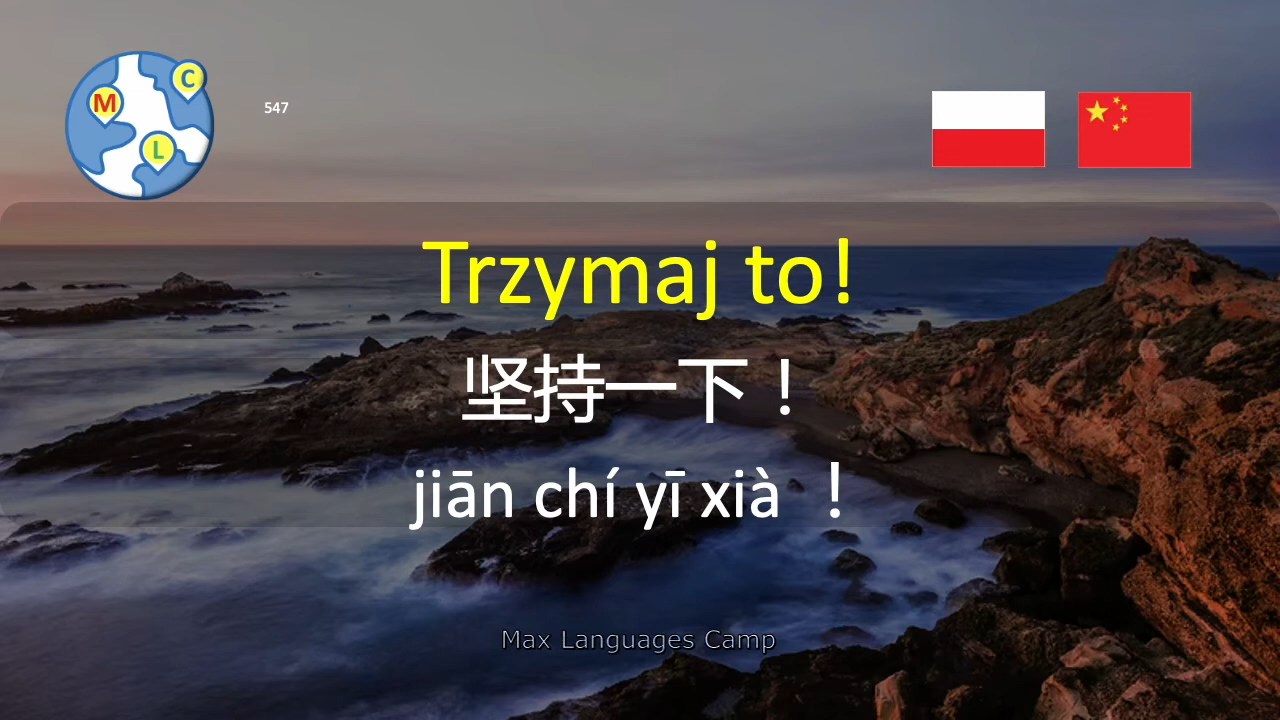 C
M
L
547
Trzymaj to!
坚持一下！
jiān chí yī xià ！
Max Languages Camp